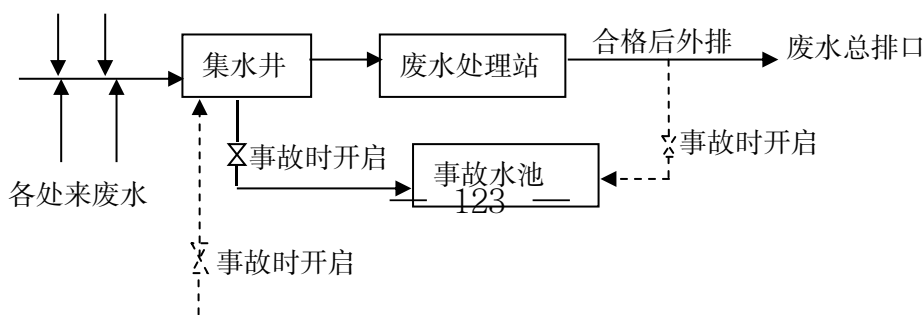 合格后外排
废水总排口
集水井
废水处理站
事故时开启
事故时开启
事故水池
各处来废水
— 123 —
事故时开启